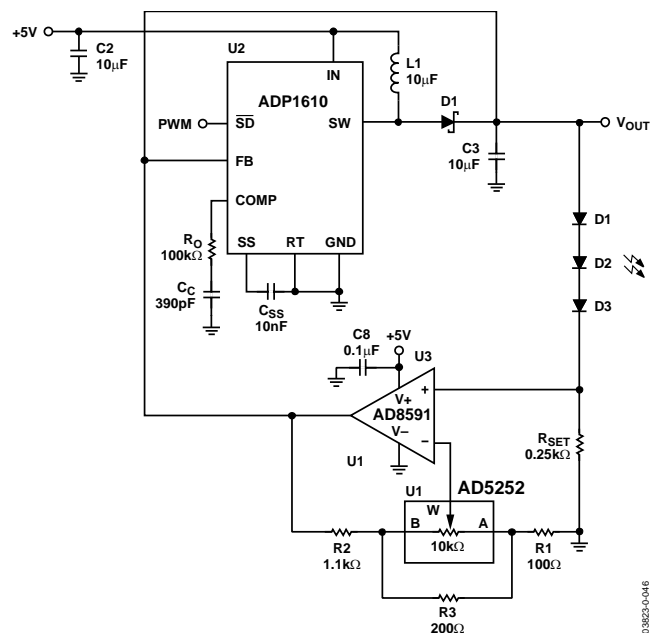 +5V
C2
10μF
U2
IN
L1
10μF
ADP1610
D1
PWM
SD
SW
VOUT
C3
10μF
FB
COMP
RO
100kΩ
SS
RT
GND
D1
D2
D3
CC
390pF
CSS
10nF
C8
0.1μF
+5V
U3
V+
+
AD8591
V–
–
U1
RSET
0.25kΩ
U1
AD5252
W
B
A
10kΩ
R2
1.1kΩ
R1
100Ω
R3
200Ω
03823-0-046